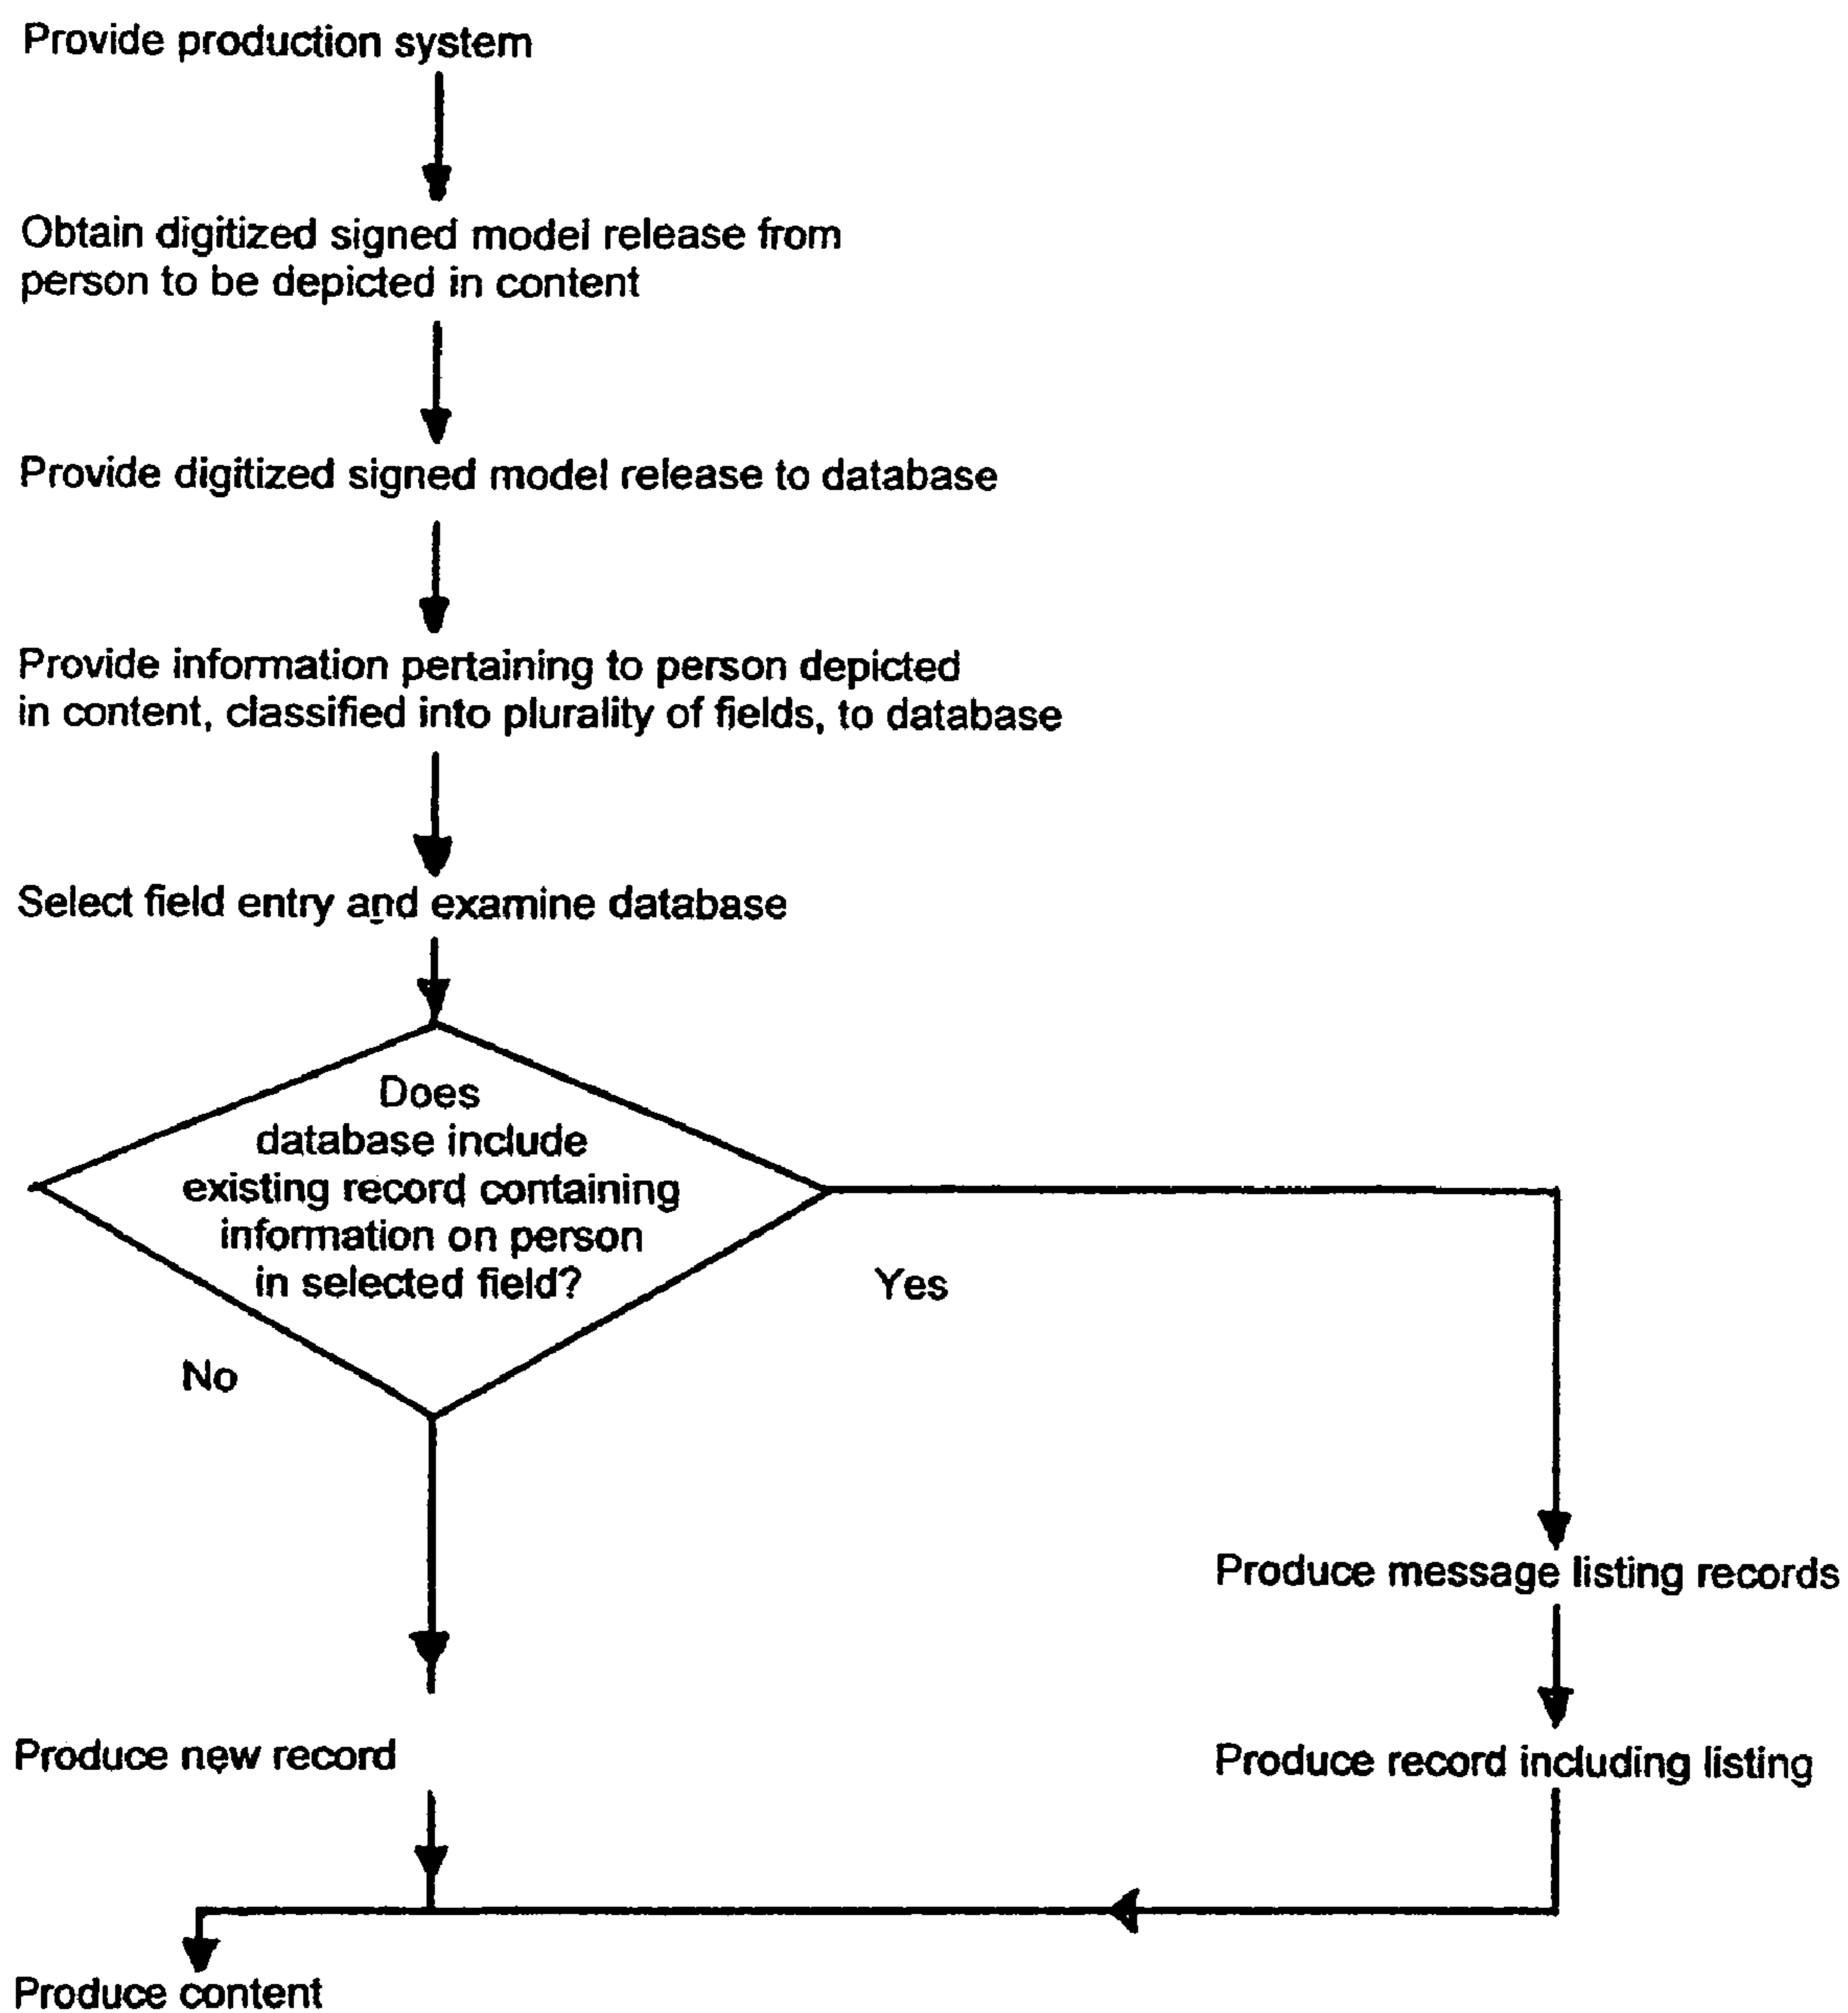 Provide production system
Obtain digitized signed model release from
person to be depicted in content
Provide digitized signed model release to database
Provide information pertaining to person depicted
in content, classified into plurality of fields, to database
Select field entry and examine database
Does
database include
existing record containing
information on person
in selected field?
Yes
No
Produce message listing records
Produce new record
Produce record including listing
Produce content